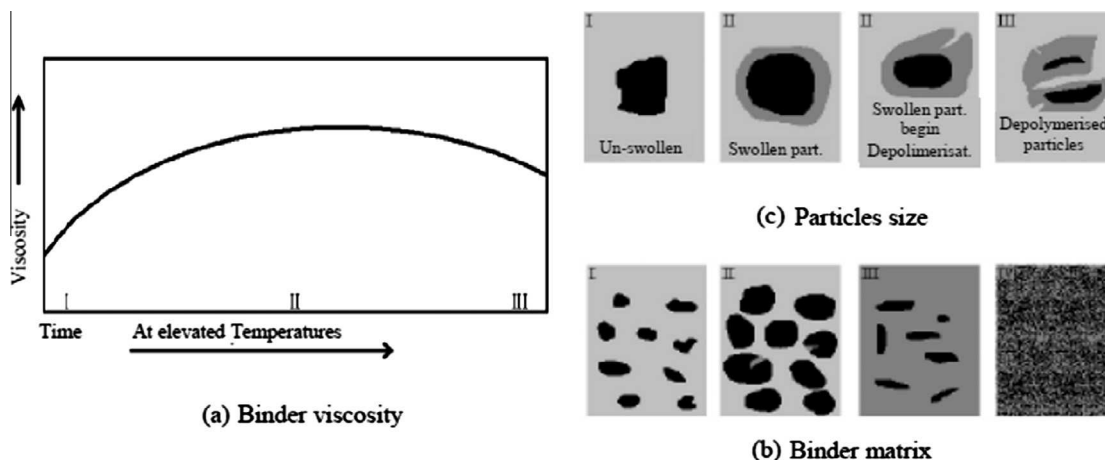 Viscosity
I II III
Time At elevated Temperatures
(a) Binder viscosity
I II II III
Un-swollen
Swollen part.
Swollen part.
begin
Depolimerisat.
Depolymerised
particles
(c) Particles size
I II III
(b) Binder matrix